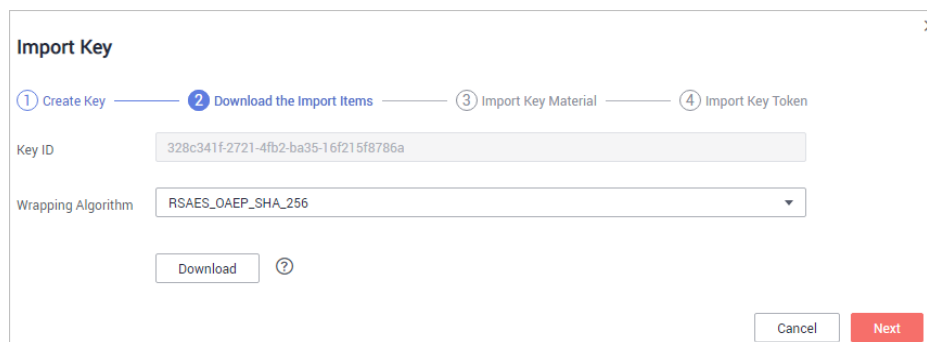 Import Key
1 Create Key 2 Download the Import Items 3 Import Key Material 4 Import Key Token
Key ID 328c341f-2721-4fb2-ba35-16f215f8786a
Wrapping Algorithm RSAES_OAEP_SHA_256
Download ?
Cancel Next